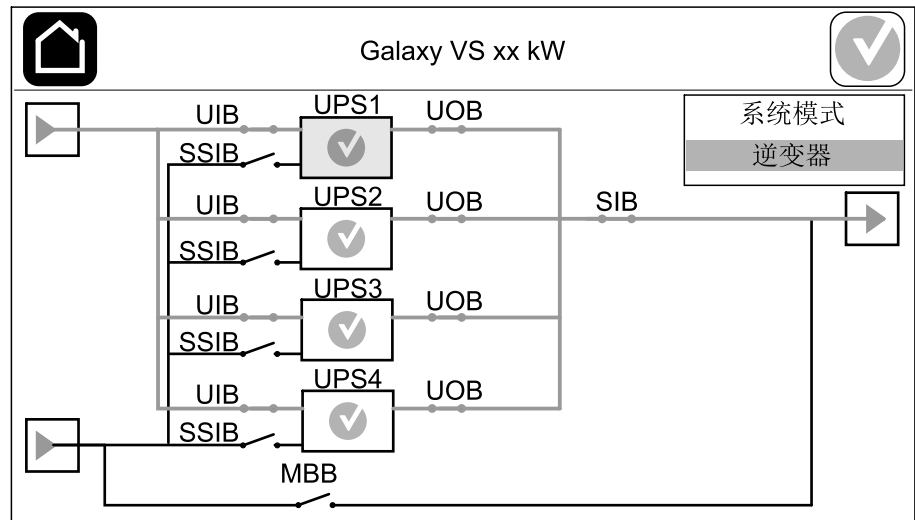 Galaxy VS xx kW
系统模式
逆变器
UIB UPS1 UOB
SSIB
UIB UPS2 UOB SIB
SSIB
UIB UPS3 UOB
SSIB
UIB UPS4 UOB
SSIB
MBB